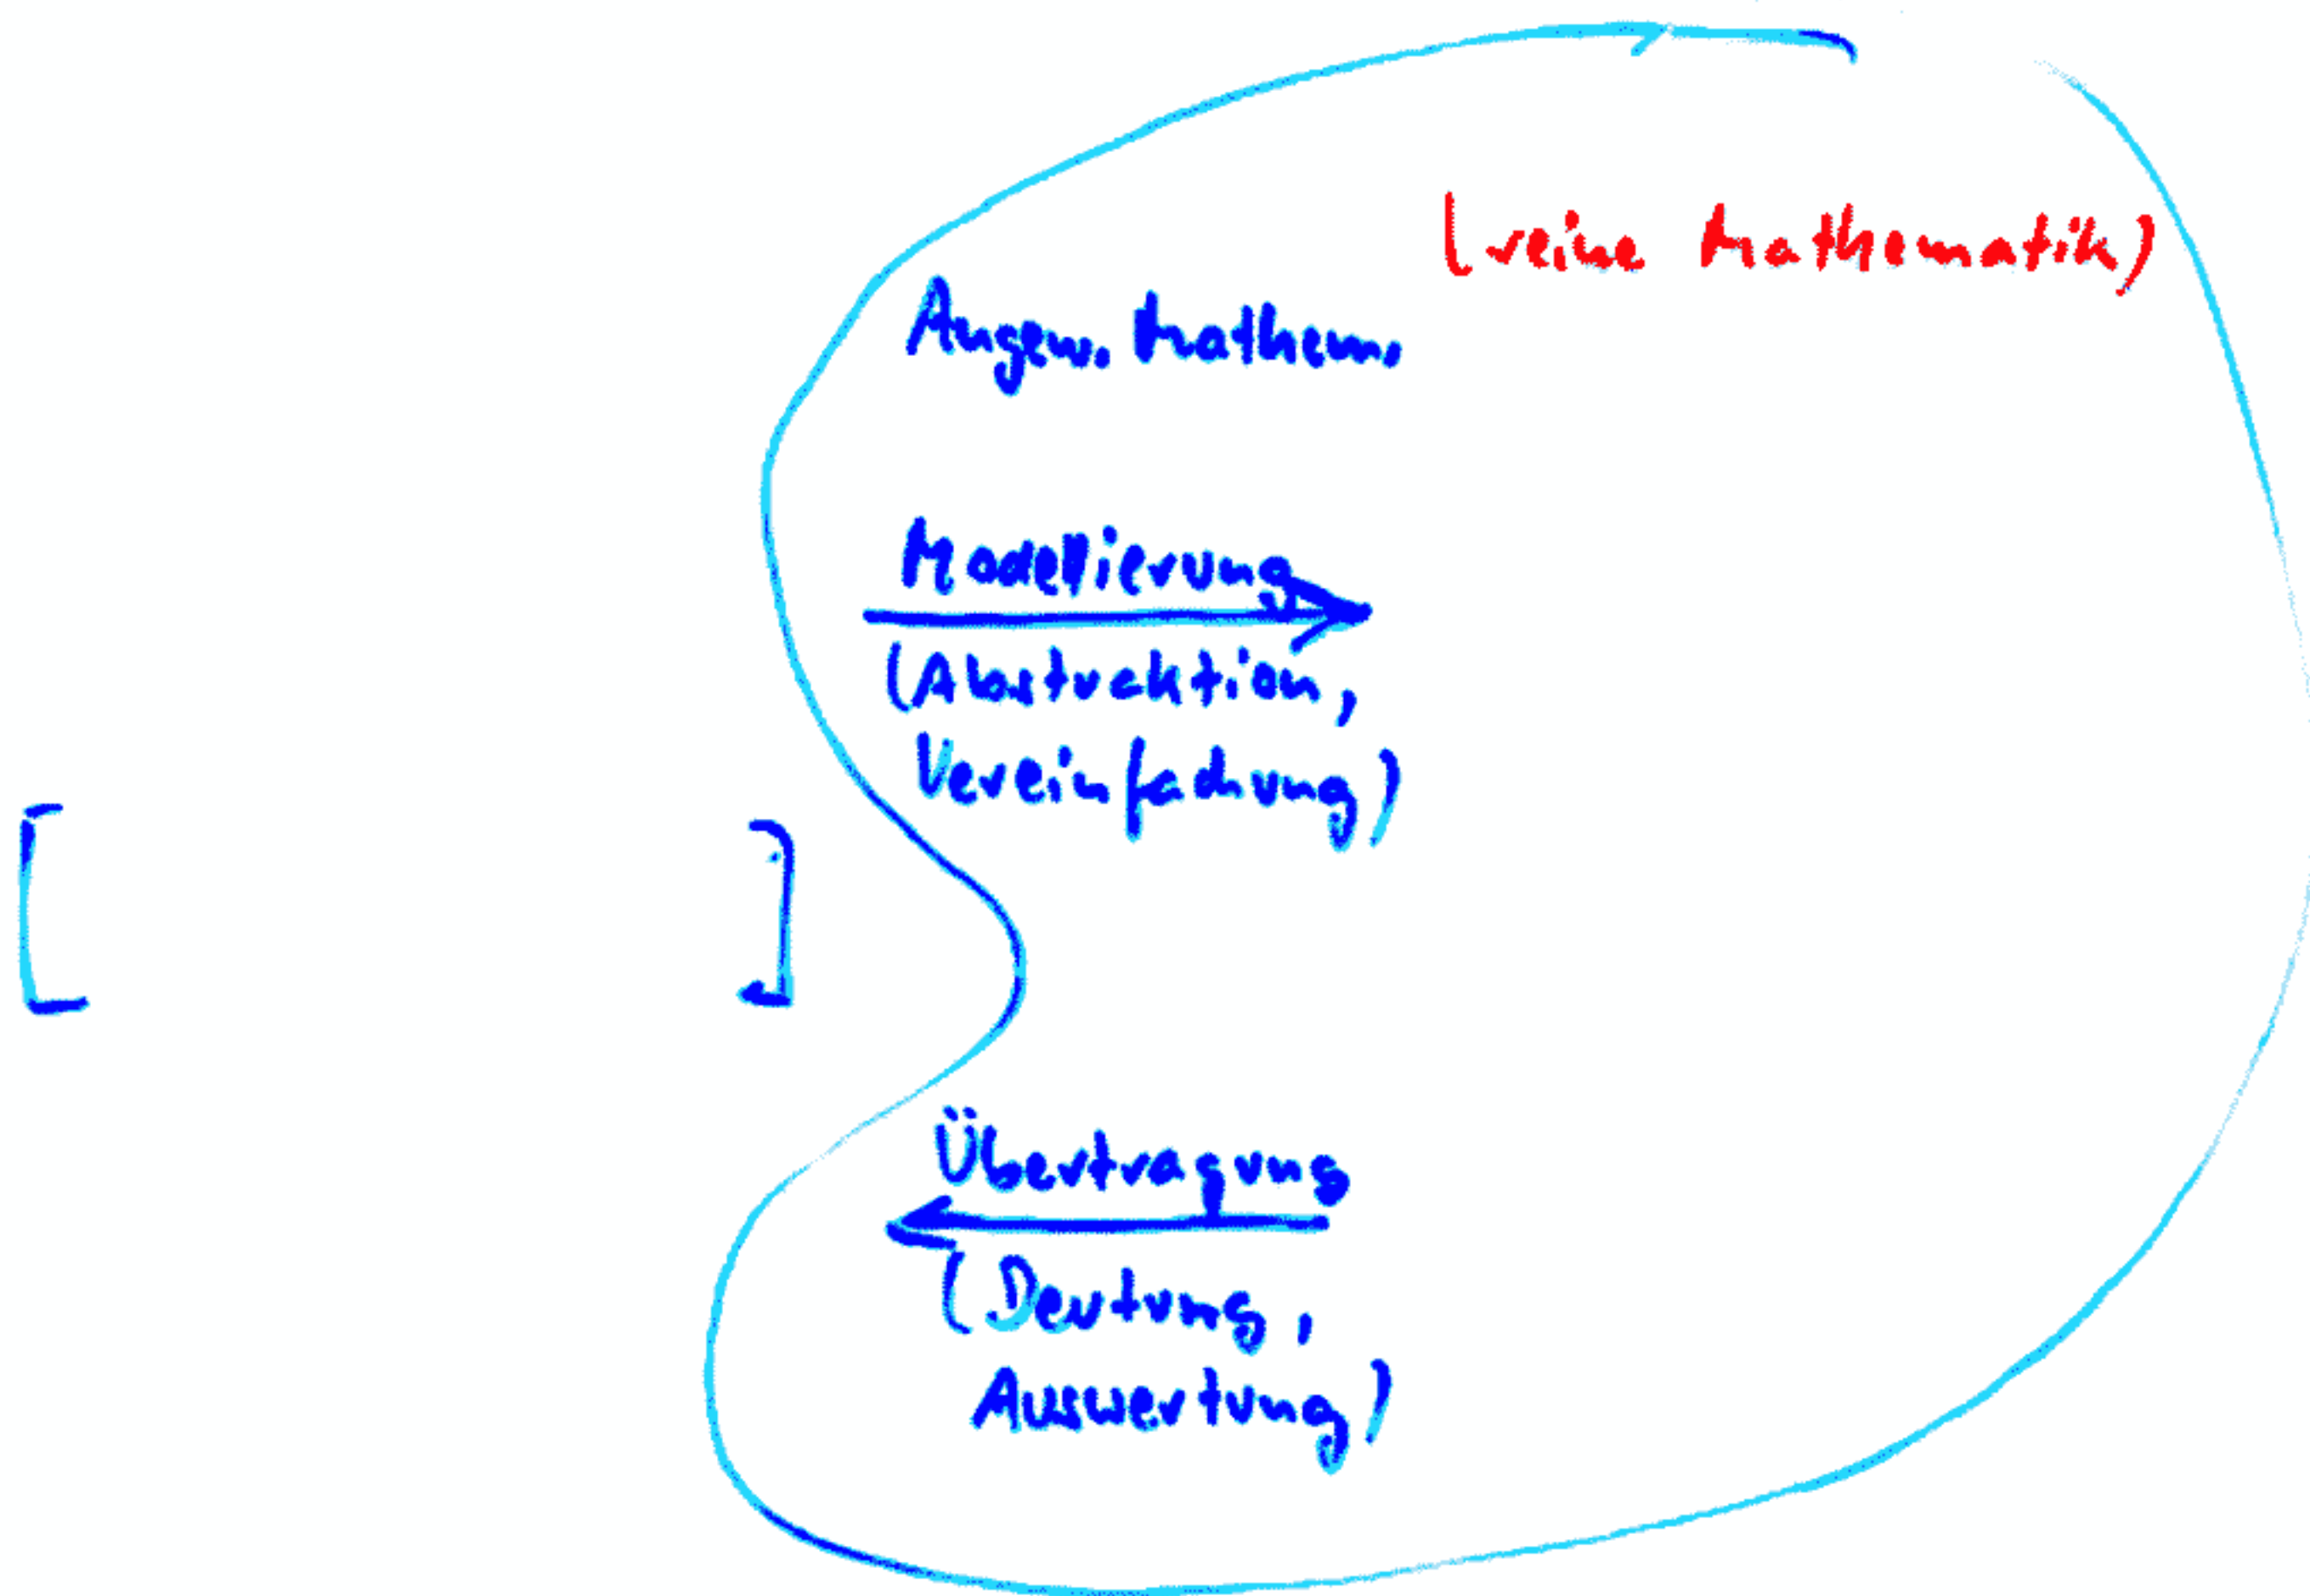 (reine Mathematik)
Angew. Mathem.
Modellierung
(Abstraktion,
Vereinfachung)
[ ]
Übertragung
(Deutung,
Auswertung)